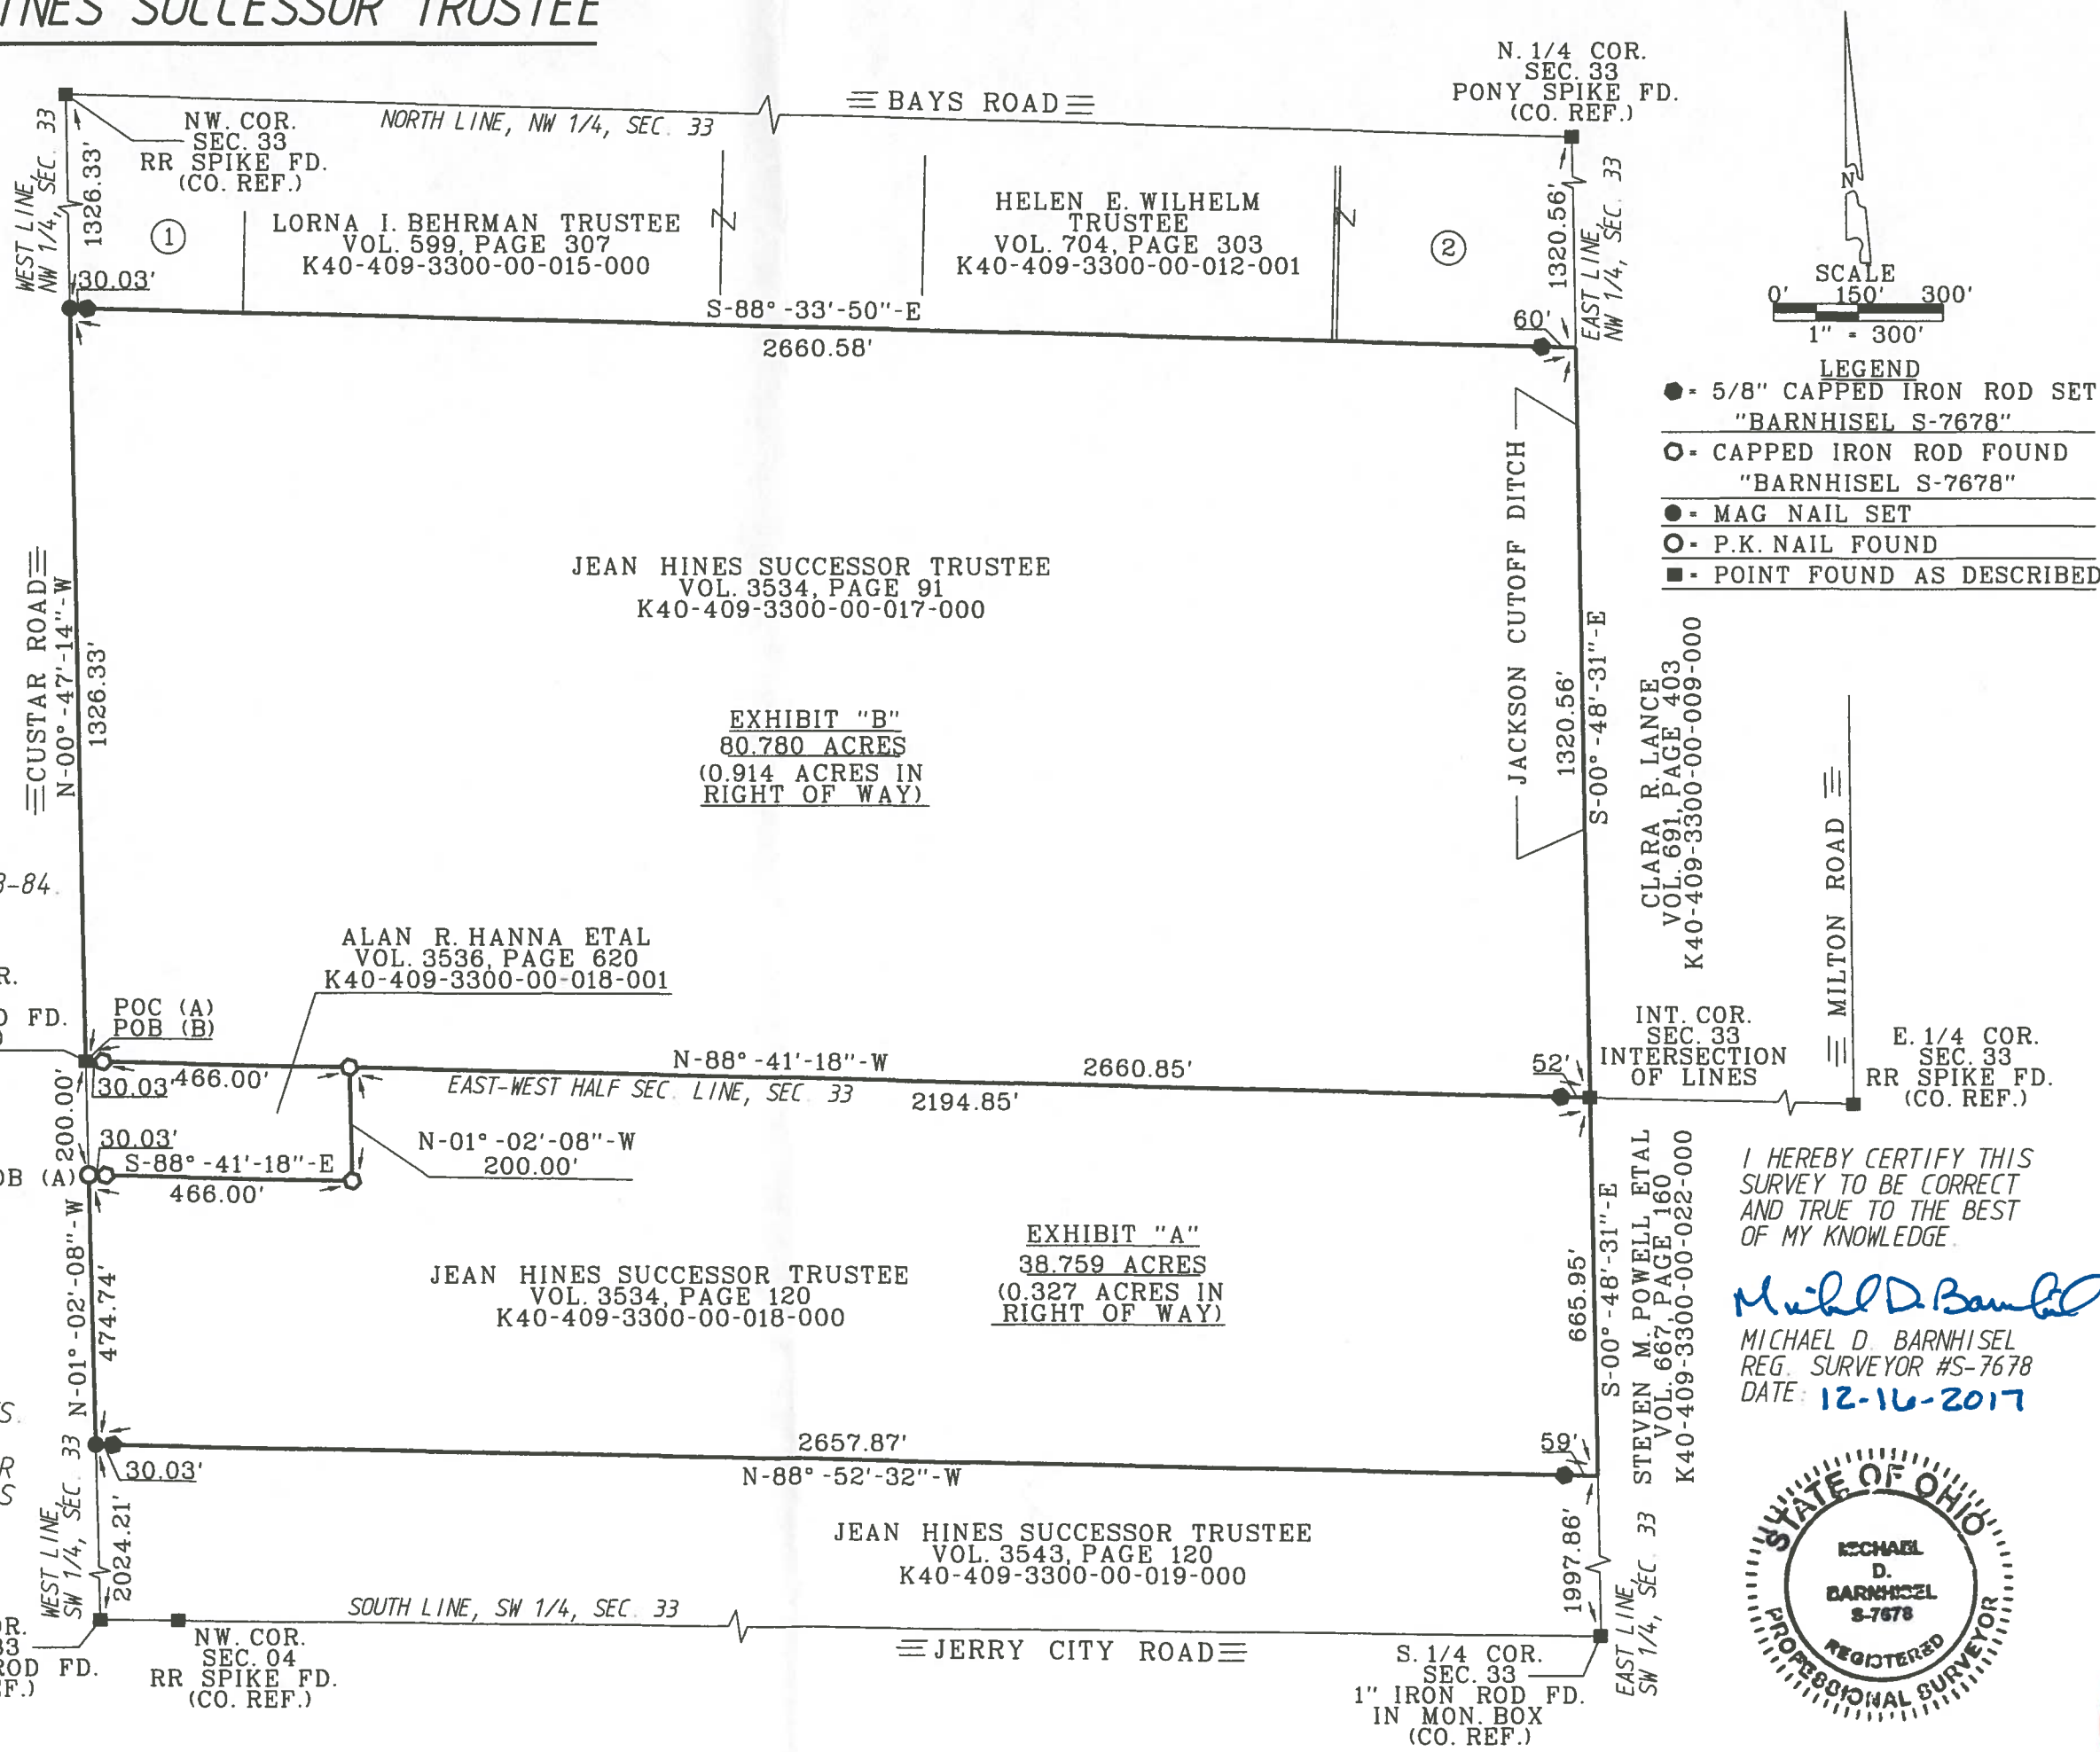 INES SUCCESSOR TRUSTEE
N. 1/4 COR.
SEC. 33
PONY SPIKE FD.
(CO. REF.)
BAYS ROAD
NORTH LINE, NW 1/4, SEC. 33
NW. COR.
SEC. 33
RR SPIKE FD.
(CO. REF.)
WEST LINE,
NW 1/4, SEC. 33
1326.33'
1
LORNA I. BEHRMAN TRUSTEE
VOL. 599, PAGE 307
K40-409-3300-00-015-000
HELEN E. WILHELM
TRUSTEE
VOL. 704, PAGE 303
K40-409-3300-00-012-001
2
1320.56'
EAST LINE,
NW 1/4, SEC. 33
30.03'
S-88°-33'-50"-E
2660.58'
60'
N
SCALE
0' 150' 300'
1" = 300'
LEGEND
= 5/8" CAPPED IRON ROD SET
"BARNHISEL S-7678"
= CAPPED IRON ROD FOUND
"BARNHISEL S-7678"
= MAG NAIL SET
= P.K. NAIL FOUND
= POINT FOUND AS DESCRIBED
CUSTAR ROAD
N-00°-47'-14"-W
1326.33'
JEAN HINES SUCCESSOR TRUSTEE
VOL. 3534, PAGE 91
K40-409-3300-00-017-000
EXHIBIT "B"
80.780 ACRES
(0.914 ACRES IN
RIGHT OF WAY)
JACKSON CUTOFF DITCH
1320.56'
S-00°-48'-31"-E
CLARA R. LANCE
VOL. 691, PAGE 403
K40-409-3300-00-009-000
MILTON ROAD
3-84.
ALAN R. HANNA ETAL
VOL. 3536, PAGE 620
K40-409-3300-00-018-001
R.
D FD.
POC (A)
POB (B)
30.03'
466.00'
N-88°-41'-18"-W
2660.85'
EAST-WEST HALF SEC. LINE, SEC. 33
2194.85'
52'
INT. COR.
SEC. 33
INTERSECTION
OF LINES
E. 1/4 COR.
SEC. 33
RR SPIKE FD.
(CO. REF.)
200.00'
30.03'
S-88°-41'-18"-E
466.00'
N-01°-02'-08"-W
200.00'
OB (A)
N-01°-02'-08"-W
474.74'
JEAN HINES SUCCESSOR TRUSTEE
VOL. 3534, PAGE 120
K40-409-3300-00-018-000
EXHIBIT "A"
38.759 ACRES
(0.327 ACRES IN
RIGHT OF WAY)
665.95'
S-00°-48'-31"-E
STEVEN M. POWELL ETAL
VOL. 667, PAGE 160
K40-409-3300-00-022-000
I HEREBY CERTIFY THIS
SURVEY TO BE CORRECT
AND TRUE TO THE BEST
OF MY KNOWLEDGE.
MICHAEL D. BARNHISEL
REG. SURVEYOR #S-7678
DATE: 12-16-2017
S.
R
S
30.03'
2657.87'
N-88°-52'-32"-W
59'
WEST LINE,
SW 1/4, SEC. 33
2024.21'
JEAN HINES SUCCESSOR TRUSTEE
VOL. 3543, PAGE 120
K40-409-3300-00-019-000
1997.86'
EAST LINE,
SW 1/4, SEC. 33
SOUTH LINE, SW 1/4, SEC. 33
JERRY CITY ROAD
OR.
33
ROD FD.
EF.)
NW. COR.
SEC. 04
RR SPIKE FD.
(CO. REF.)
S. 1/4 COR.
SEC. 33
1" IRON ROD FD.
IN MON. BOX
(CO. REF.)
STATE OF OHIO
MICHAEL
D.
BARNHISEL
S-7678
REGISTERED
PROFESSIONAL SURVEYOR